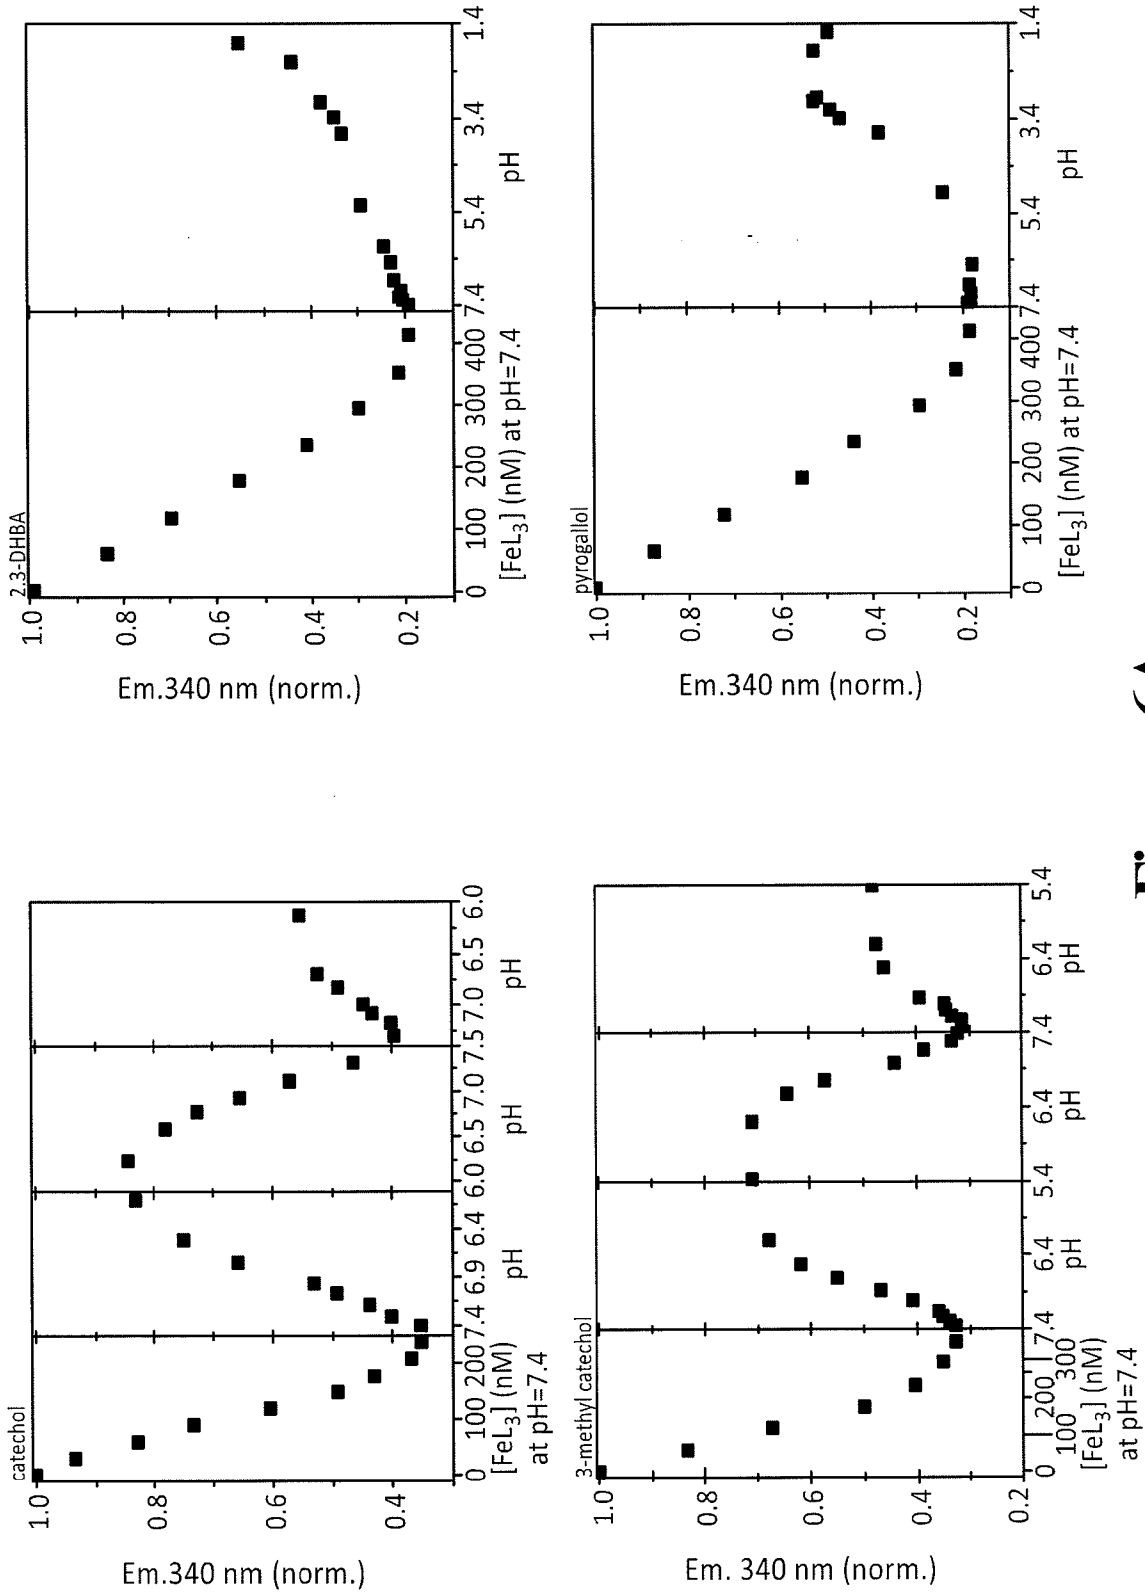 catechol
1.0
0.8
0.6
0.4
Em.340 nm (norm.)
0 100 200
[FeL3] (nM)
at pH=7.4
7.4 6.9 6.4
pH
6.0 6.5 7.0 7.5
pH
7.5 7.0 6.5 6.0
pH
2.3-DHBA
1.0
0.8
0.6
0.4
0.2
Em.340 nm (norm.)
0 100 200 300 400
[FeL3] (nM) at pH=7.4
7.4 5.4 3.4 1.4
pH
3-methyl catechol
1.0
0.8
0.6
0.4
0.2
Em. 340 nm (norm.)
0 100 200 300
[FeL3] (nM)
at pH=7.4
7.4 6.4
pH
5.4 6.4
pH
7.4 6.4 5.4
pH
pyrogallol
1.0
0.8
0.6
0.4
0.2
Em.340 nm (norm.)
0 100 200 300 400
[FeL3] (nM) at pH=7.4
7.4 5.4 3.4 1.4
pH